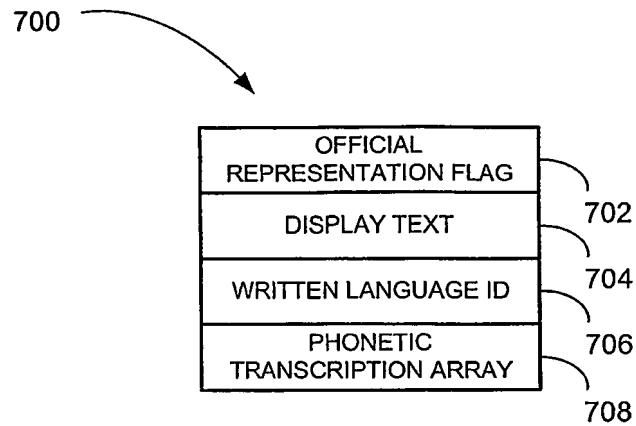 700
OFFICIAL
REPRESENTATION FLAG
702
DISPLAY TEXT
704
WRITTEN LANGUAGE ID
706
PHONETIC
TRANSCRIPTION ARRAY
708